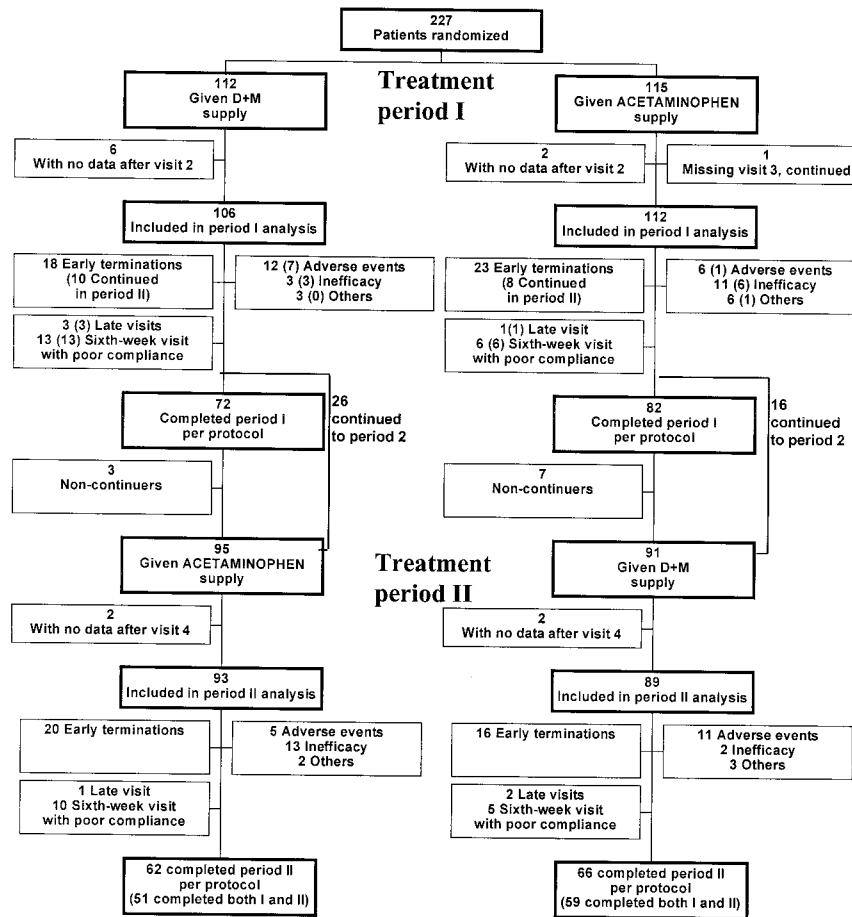 227
Patients randomized
Treatment
period I
112
Given D+M
supply
115
Given ACETAMINOPHEN
supply
6
With no data after visit 2
2
With no data after visit 2
1
Missing visit 3, continued
106
Included in period I analysis
112
Included in period I analysis
18 Early terminations
(10 Continued
in period II)
12 (7) Adverse events
3 (3) Inefficacy
3 (0) Others
23 Early terminations
(8 Continued
in period II)
6 (1) Adverse events
11 (6) Inefficacy
6 (1) Others
3 (3) Late visits
13 (13) Sixth-week visit
with poor compliance
1(1) Late visit
6 (6) Sixth-week visit
with poor compliance
72
Completed period I
per protocol
26
continued
to period 2
82
Completed period I
per protocol
16
continued
to period 2
3
Non-continuers
7
Non-continuers
95
Given ACETAMINOPHEN
supply
Treatment
period II
91
Given D+M
supply
2
With no data after visit 4
2
With no data after visit 4
93
Included in period II analysis
89
Included in period II analysis
20 Early terminations
5 Adverse events
13 Inefficacy
2 Others
16 Early terminations
11 Adverse events
2 Inefficacy
3 Others
1 Late visit
10 Sixth-week visit
with poor compliance
2 Late visits
5 Sixth-week visit
with poor compliance
62 completed period II
per protocol
(51 completed both I and II)
66 completed period II
per protocol
(59 completed both I and II)